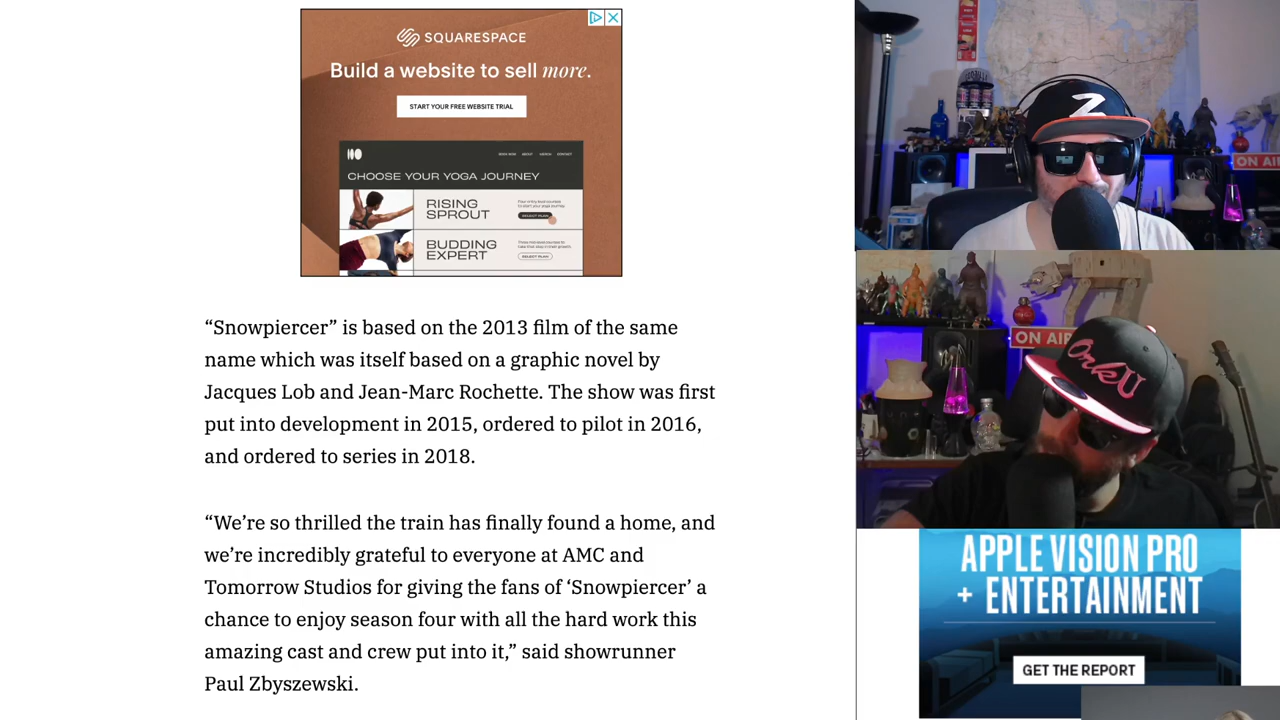 SQUARESPACE
Build a website to sell more.
START YOUR FREE WEBSITE TRIAL
CHOOSE YOUR YOGA JOURNEY
RISING
SPROUT
SELECT PLAN
BUDDING
EXPERT
SELECT PLAN
“Snowpiercer” is based on the 2013 film of the same
name which was itself based on a graphic novel by
Jacques Lob and Jean-Marc Rochette. The show was first
put into development in 2015, ordered to pilot in 2016,
and ordered to series in 2018.
“We’re so thrilled the train has finally found a home, and
we’re incredibly grateful to everyone at AMC and
Tomorrow Studios for giving the fans of ‘Snowpiercer’ a
chance to enjoy season four with all the hard work this
amazing cast and crew put into it,” said showrunner
Paul Zbyszewski.
Z
ON AIR
ON AIR
OrkU
APPLE VISION PRO
+ ENTERTAINMENT
GET THE REPORT